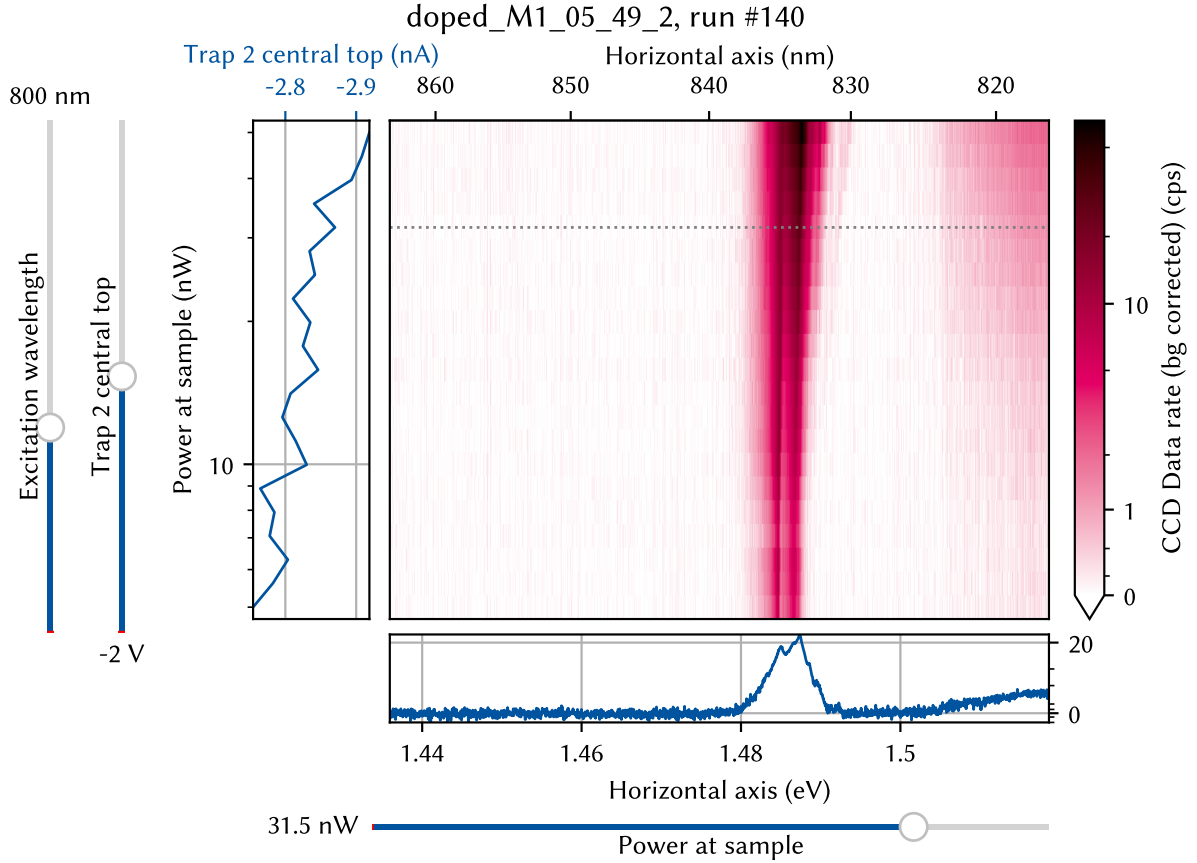 doped_M1_05_49_2, run #140
Trap 2 central top (nA)
-2.8 -2.9
Horizontal axis (nm)
860 850 840 830 820
800 nm
Excitation wavelength
Trap 2 central top
-2 V
Power at sample (nW)
10
CCD Data rate (bg corrected) (cps)
10
1
0
20
0
1.44 1.46 1.48 1.5
Horizontal axis (eV)
31.5 nW
Power at sample